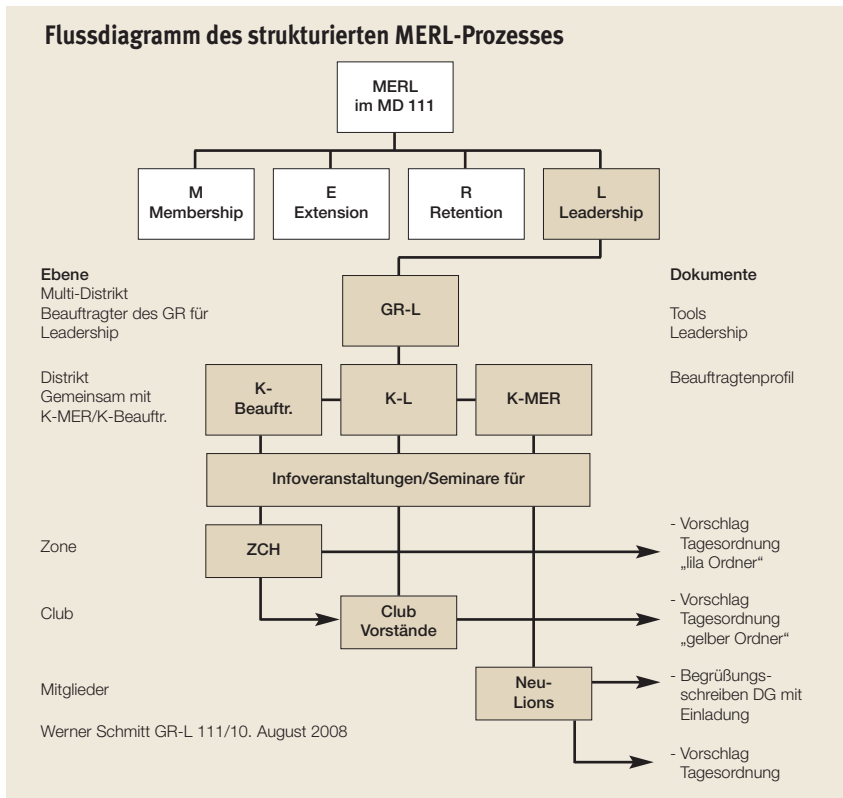 Flussdiagramm des strukturierten MERL-Prozesses
MERL
im MD 111
M
Membership
E
Extension
R
Retention
L
Leadership
Ebene
Multi-Distrikt
Beauftragter des GR für
Leadership
GR-L
Dokumente
Tools
Leadership
Distrikt
Gemeinsam mit
K-MER/K-Beauftr.
K-
Beauftr.
K-L
K-MER
Beauftragtenprofil
Infoveranstaltungen/Seminare für
Zone
ZCH
- Vorschlag
Tagesordnung
„lila Ordner“
Club
Club
Vorstände
- Vorschlag
Tagesordnung
„gelber Ordner“
Mitglieder
Neu-
Lions
- Begrüßungs-
schreiben DG mit
Einladung
Werner Schmitt GR-L 111/10. August 2008
- Vorschlag
Tagesordnung